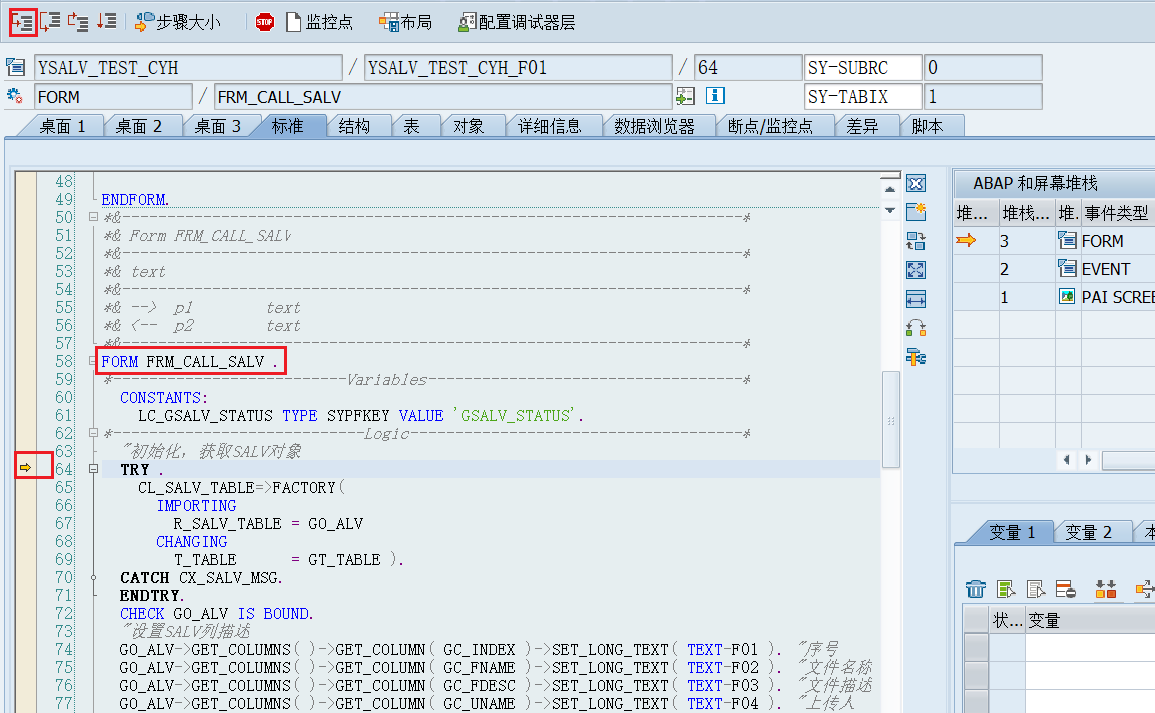 STOP
步骤大小 监控点 布局 配置调试器层
YSALV_TEST_CYH / YSALV_TEST_CYH_F01 / 64 SY-SUBRC 0
FORM / FRM_CALL_SALV SY-TABIX 1
桌面 1 桌面 2 桌面 3 标准 结构 表 对象 详细信息 数据浏览器 断点/监控点 差异 脚本
48
49 ENDFORM.
50 *&---------------------------------------------------------------------*
51 *& Form FRM_CALL_SALV
52 *&---------------------------------------------------------------------*
53 *& text
54 *&---------------------------------------------------------------------*
55 *& --> p1 text
56 *& <-- p2 text
57 *&---------------------------------------------------------------------*
58 FORM FRM_CALL_SALV .
59 *--------------------------Variables-----------------------------------*
60 CONSTANTS:
61 LC_GSALV_STATUS TYPE SYPFKEY VALUE 'GSALV_STATUS'.
62 *----------------------------Logic-------------------------------------*
63 "初始化，获取SALV对象
64 TRY .
65 CL_SALV_TABLE=>FACTORY(
66 IMPORTING
67 R_SALV_TABLE = GO_ALV
68 CHANGING
69 T_TABLE = GT_TABLE ).
70 CATCH CX_SALV_MSG.
71 ENDTRY.
72 CHECK GO_ALV IS BOUND.
73 "设置SALV列描述
74 GO_ALV->GET_COLUMNS( )->GET_COLUMN( GC_INDEX )->SET_LONG_TEXT( TEXT-F01 ). "序号
75 GO_ALV->GET_COLUMNS( )->GET_COLUMN( GC_FNAME )->SET_LONG_TEXT( TEXT-F02 ). "文件名称
76 GO_ALV->GET_COLUMNS( )->GET_COLUMN( GC_FDESC )->SET_LONG_TEXT( TEXT-F03 ). "文件描述
77 GO_ALV->GET_COLUMNS( )->GET_COLUMN( GC_UNAME )->SET_LONG_TEXT( TEXT-F04 ). "上传人
ABAP 和屏幕堆栈
堆... 堆栈... 堆. 事件类型
3 FORM
2 EVENT
1 PAI SCREE
变量 1 变量 2 本
状... 变量